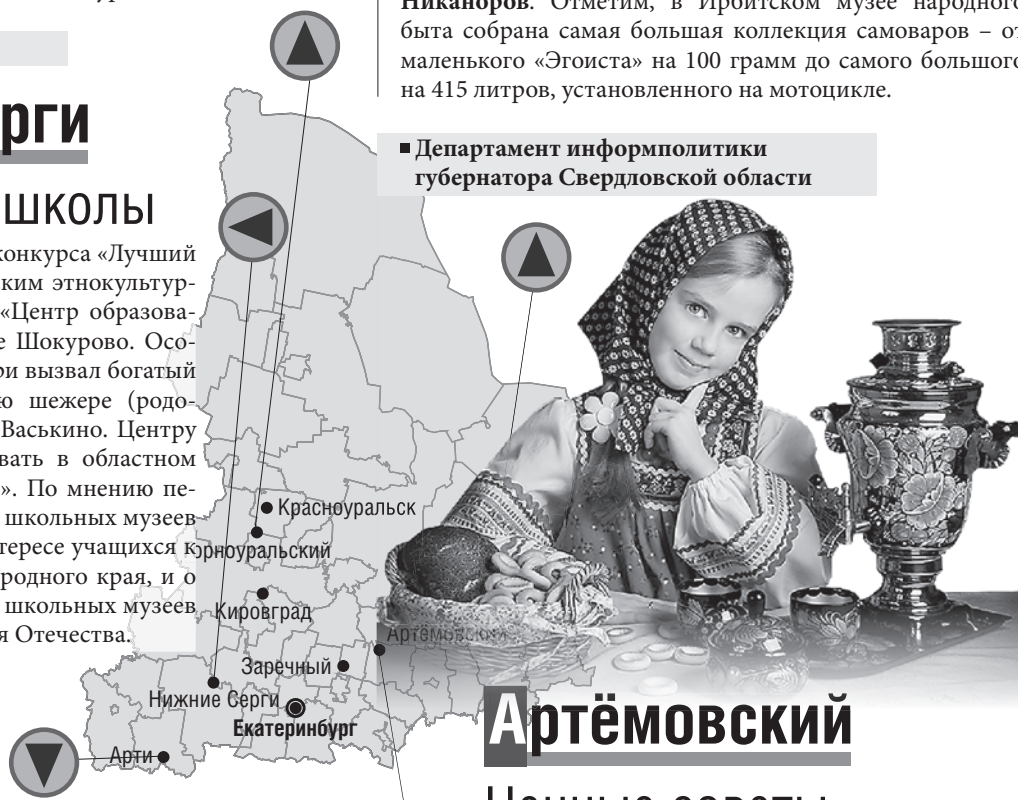 Никаноров. Отметим, в Ирбитском музее народного
быта собрана самая большая коллекция самоваров – от
маленького «Эгоиста» на 100 грамм до самого большого
на 415 литров, установленного на мотоцикле.
Департамент информполитики
губернатора Свердловской области
рги
школы
конкурса «Лучший
ким этнокультур-
«Центр образова-
е Шокурово. Осо-
ри вызвал богатый
ю шежере (родо-
Васькино. Центру
вать в областном
». По мнению пе-
школьных музеев
тересе учащихся к
родного края, и о
школьных музеев
я Отечества.
Красноуральск
орноуральский
Кировград
Артёмовский
Заречный
Нижние Серги
Екатеринбург
Арти
Артёмовский